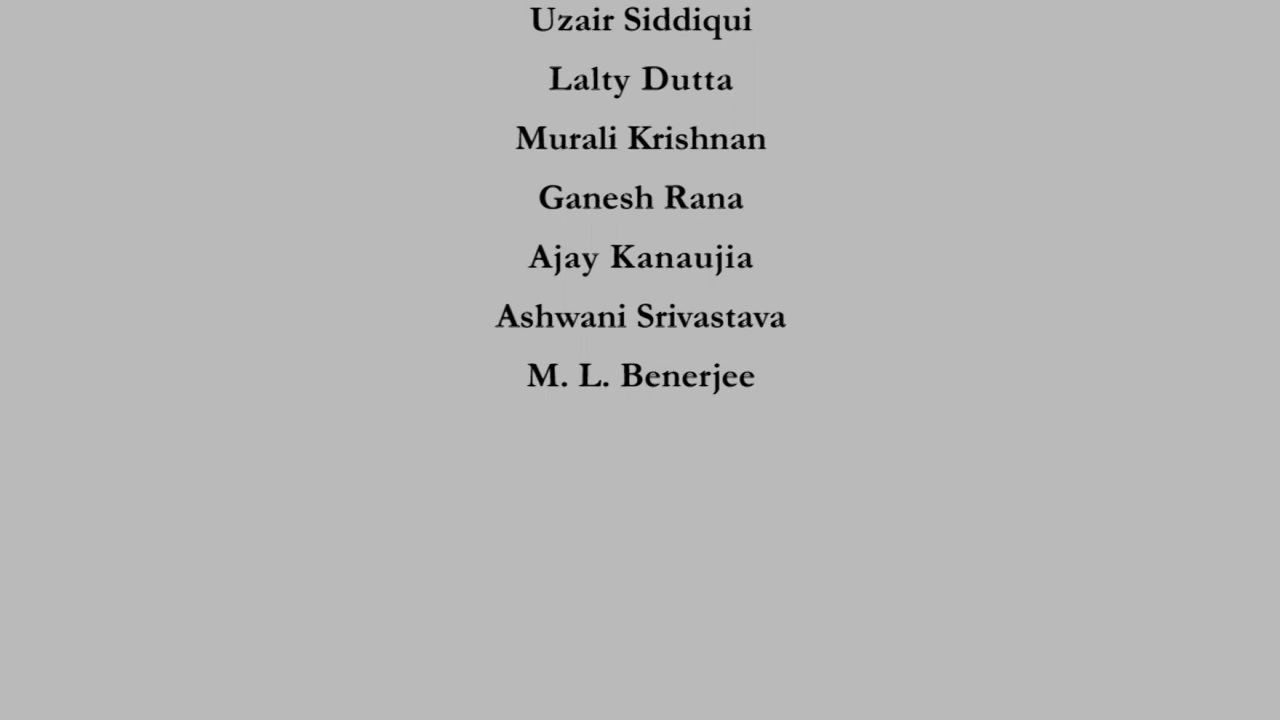 Uzair Siddiqui
Lalty Dutta
Murali Krishnan
Ganesh Rana
Ajay Kanaujia
Ashwani Srivastava
M. L. Benerjee